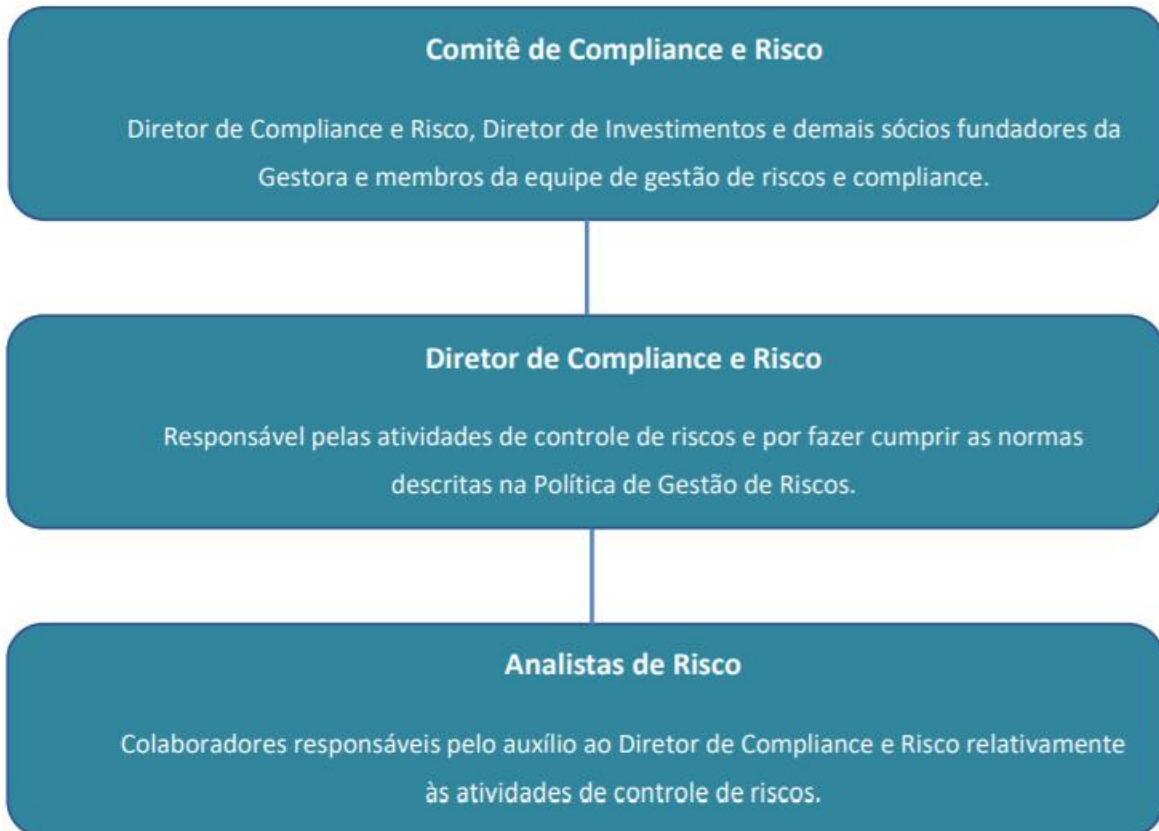 Comitê de Compliance e Risco
Diretor de Compliance e Risco, Diretor de Investimentos e demais sócios fundadores da
Gestora e membros da equipe de gestão de riscos e compliance.
Diretor de Compliance e Risco
Responsável pelas atividades de controle de riscos e por fazer cumprir as normas
descritas na Política de Gestão de Riscos.
Analistas de Risco
Colaboradores responsáveis pelo auxílio ao Diretor de Compliance e Risco relativamente
às atividades de controle de riscos.